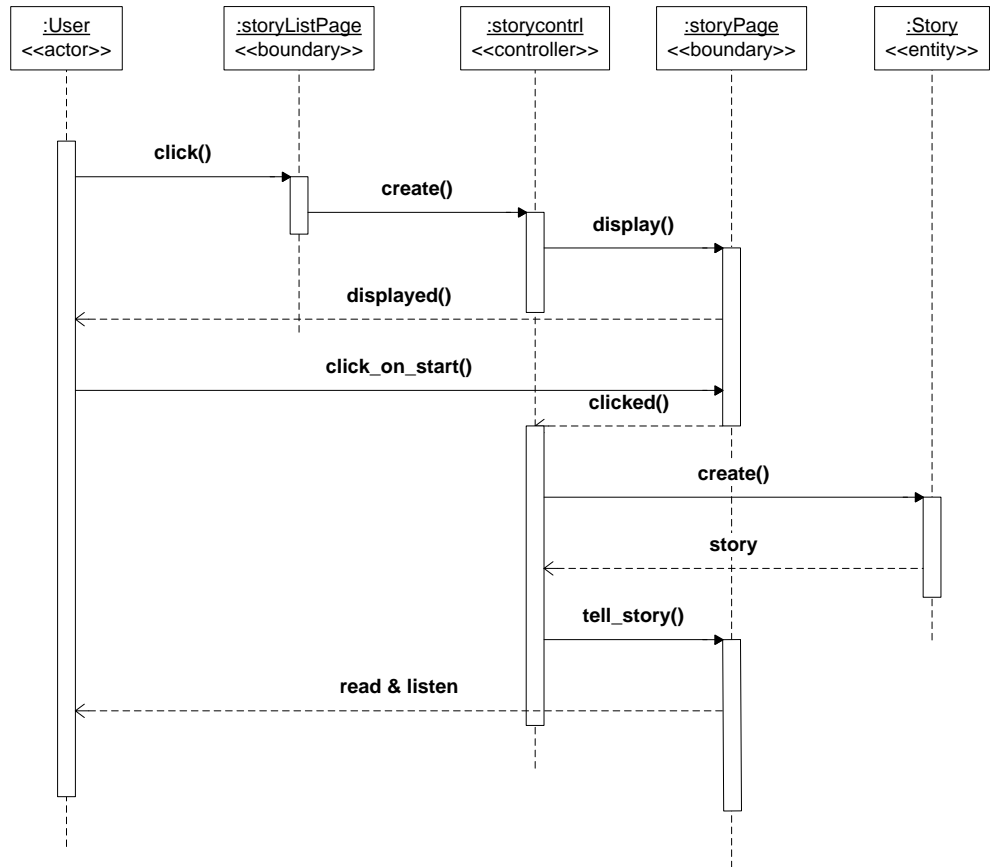 :User
<<actor>>
:storyListPage
<<boundary>>
:storycontrl
<<controller>>
:storyPage
<<boundary>>
:Story
<<entity>>
click()
create()
display()
displayed()
click_on_start()
clicked()
create()
story
tell_story()
read & listen